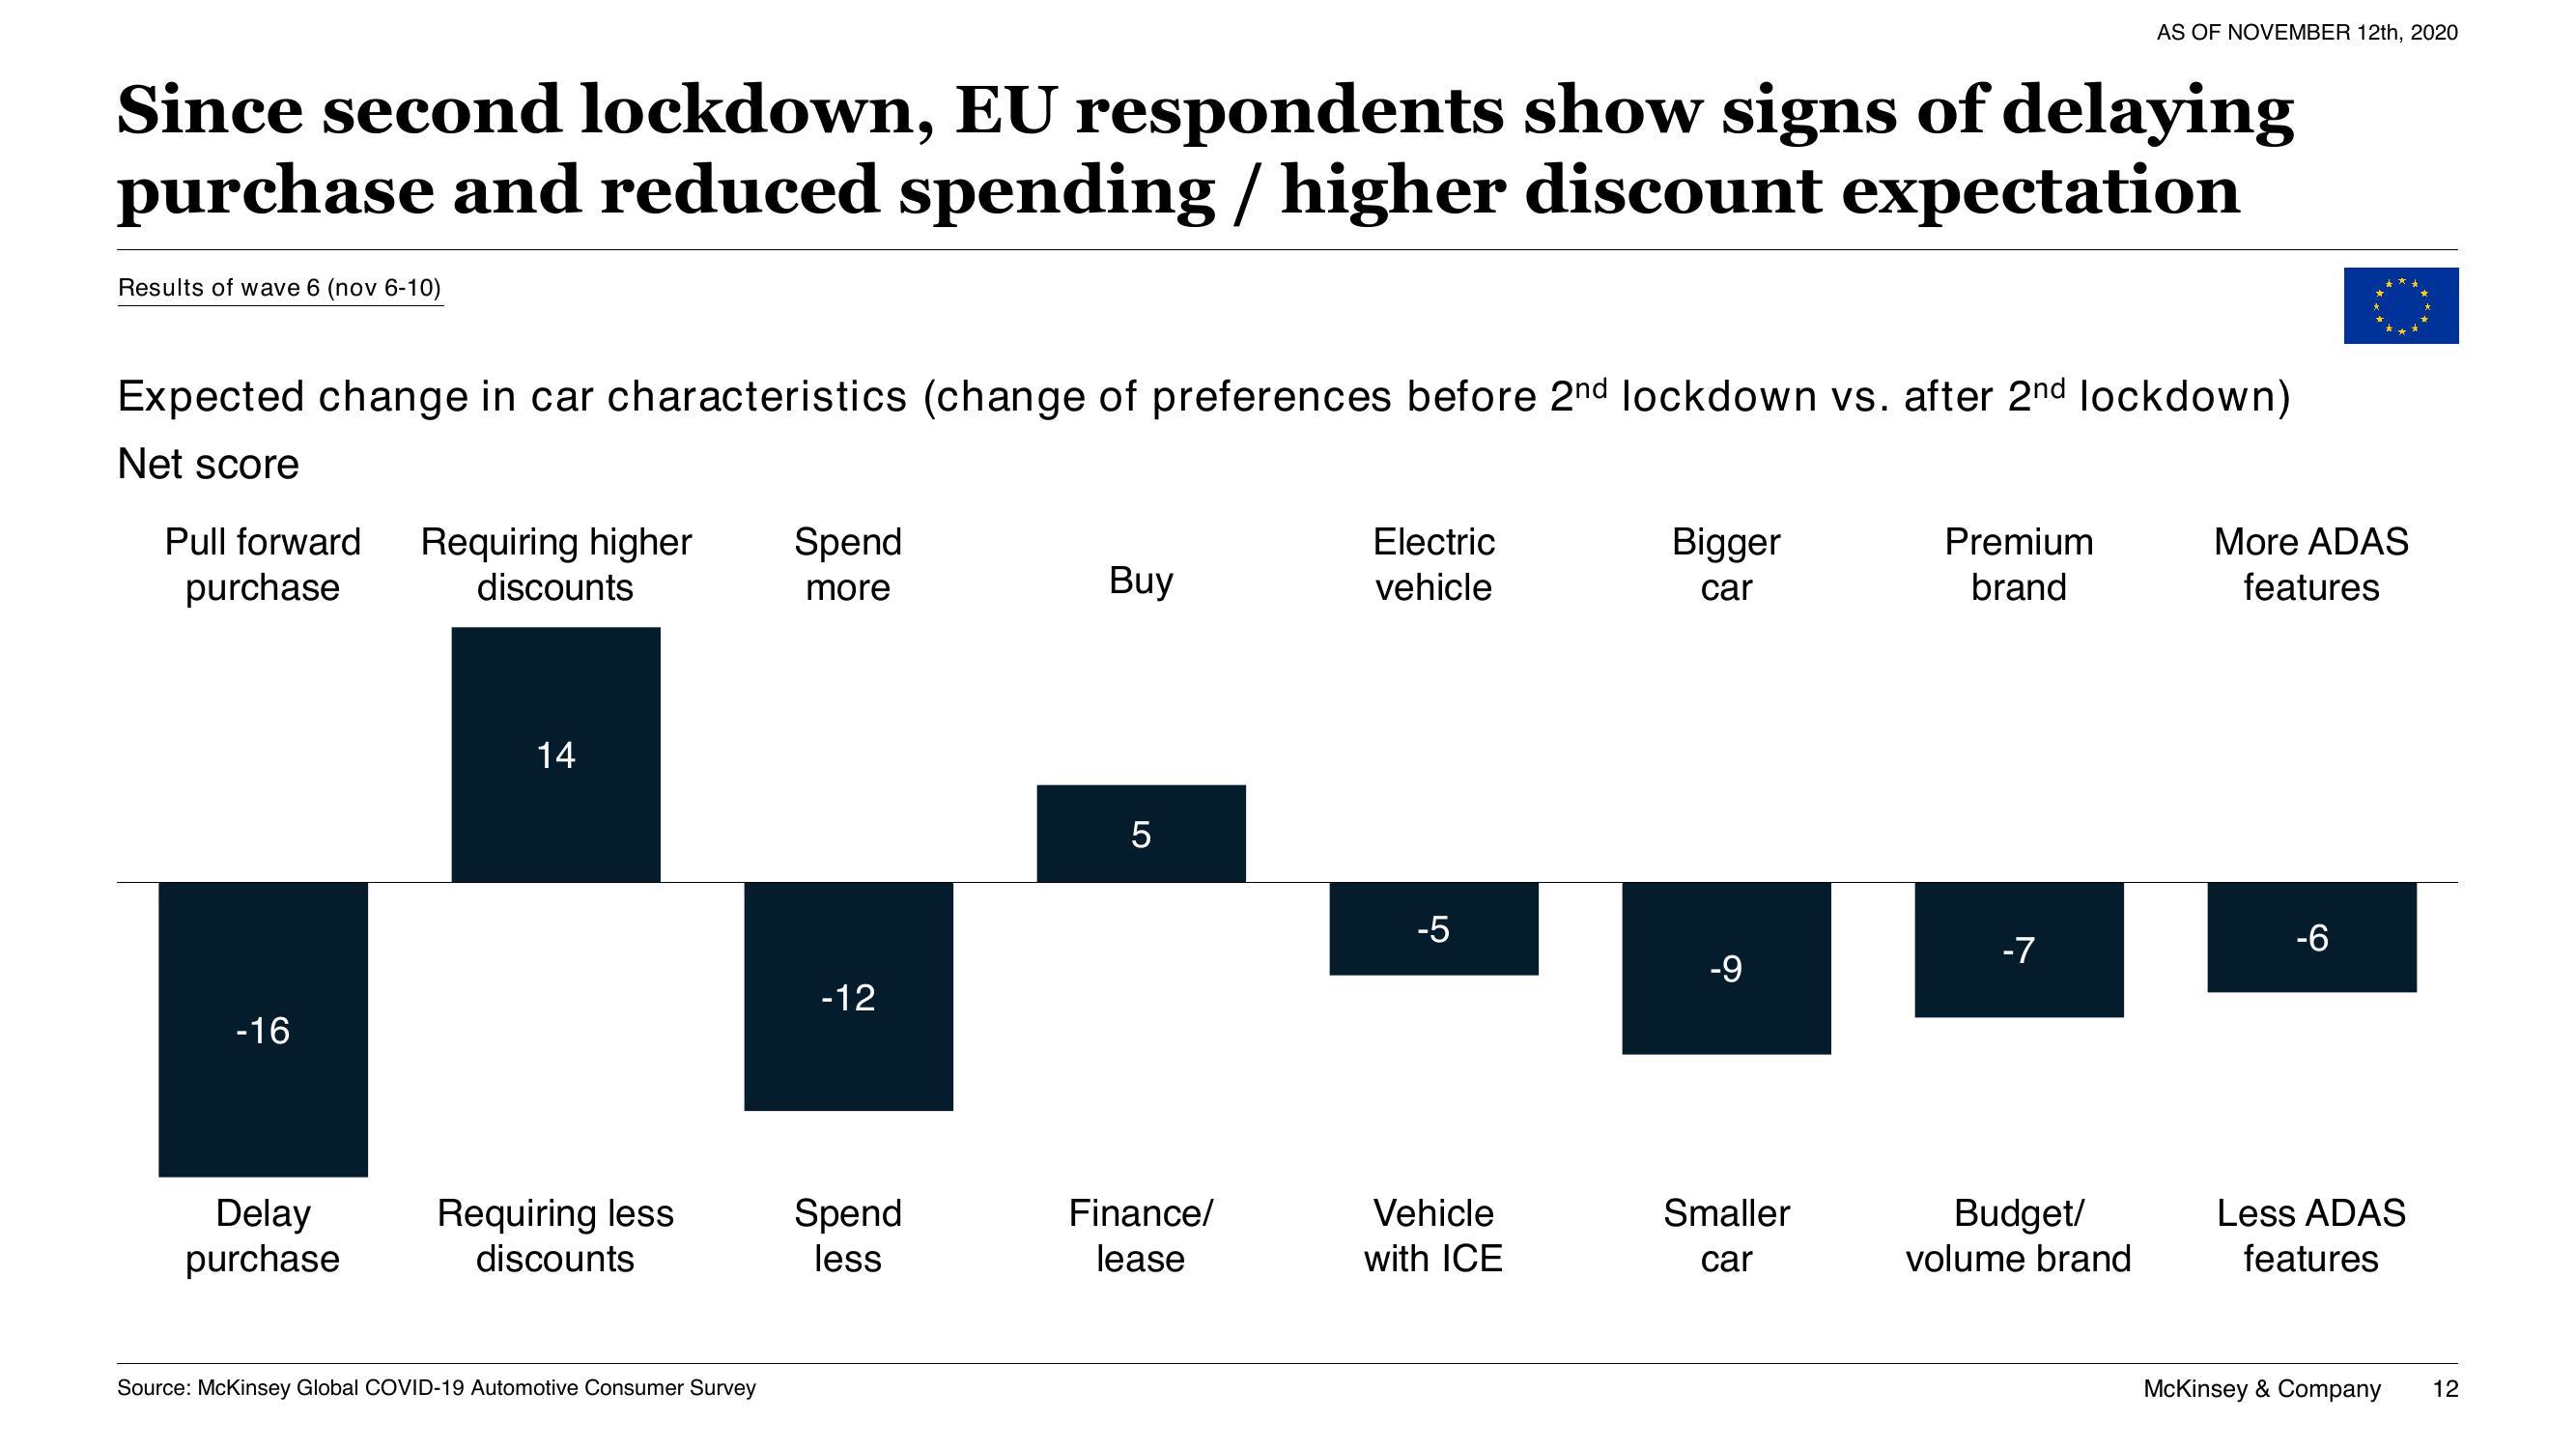 AS OF NOVEMBER 12th, 2020
Since second lockdown, EU respondents show signs of delaying
purchase and reduced spending / higher discount expectation
Results of wave 6 (nov 6-10)
Expected change in car characteristics (change of preferences before 2nd lockdown vs. after 2nd lockdown)
Net score
Pull forward
purchase
Requiring higher
discounts
Spend
more
Buy
Electric
vehicle
Bigger
car
Premium
brand
More ADAS
features
14
5
-16
-12
-5
-9
-7
-6
Delay
purchase
Requiring less
discounts
Spend
less
Finance/
lease
Vehicle
with ICE
Smaller
car
Budget/
volume brand
Less ADAS
features
Source: McKinsey Global COVID-19 Automotive Consumer Survey
McKinsey & Company 12